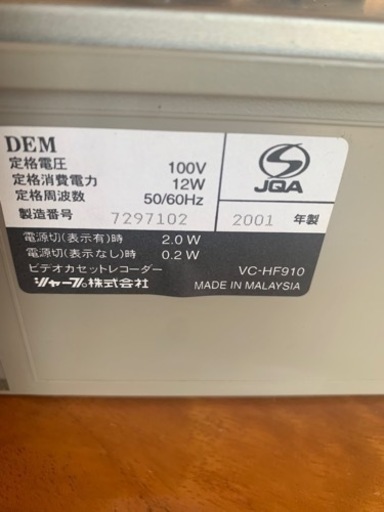 DEM
定格電圧 100V
定格消費電力 12W
定格周波数 50/60Hz
製造番号 7297102 2001 年製
JQA
電源切(表示有)時 2.0 W
電源切(表示なし)時 0.2 W
ビデオカセットレコーダー VC-HF910
シャープ株式会社 MADE IN MALAYSIA